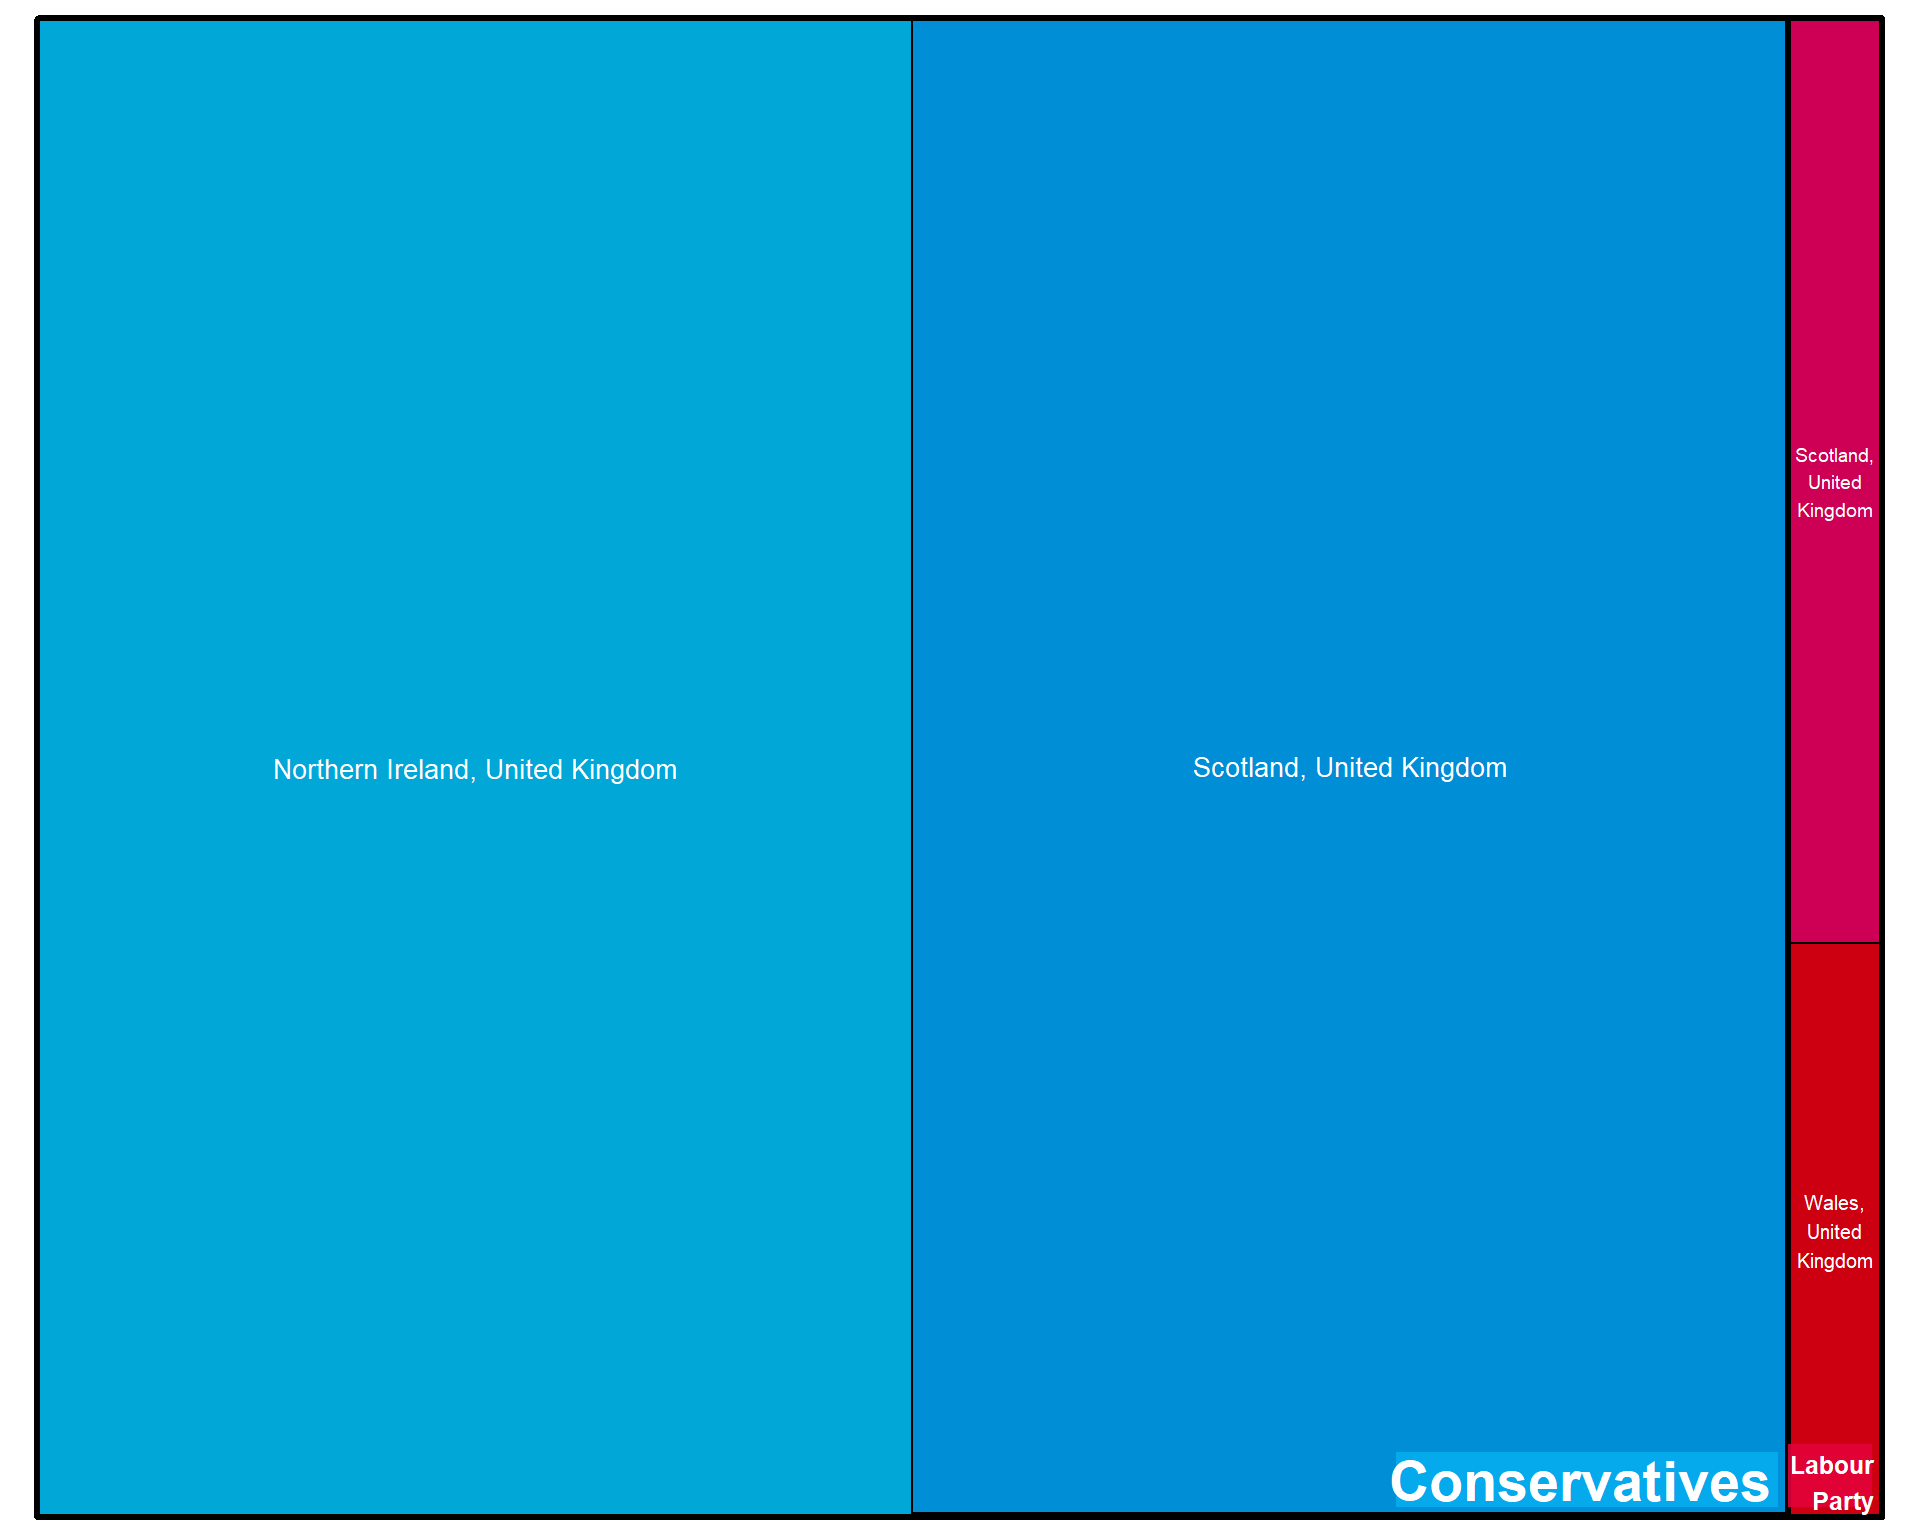 Northern Ireland, United Kingdom
Scotland, United Kingdom
Conservatives
Scotland,
United
Kingdom
Wales,
United
Kingdom
Labour
Party